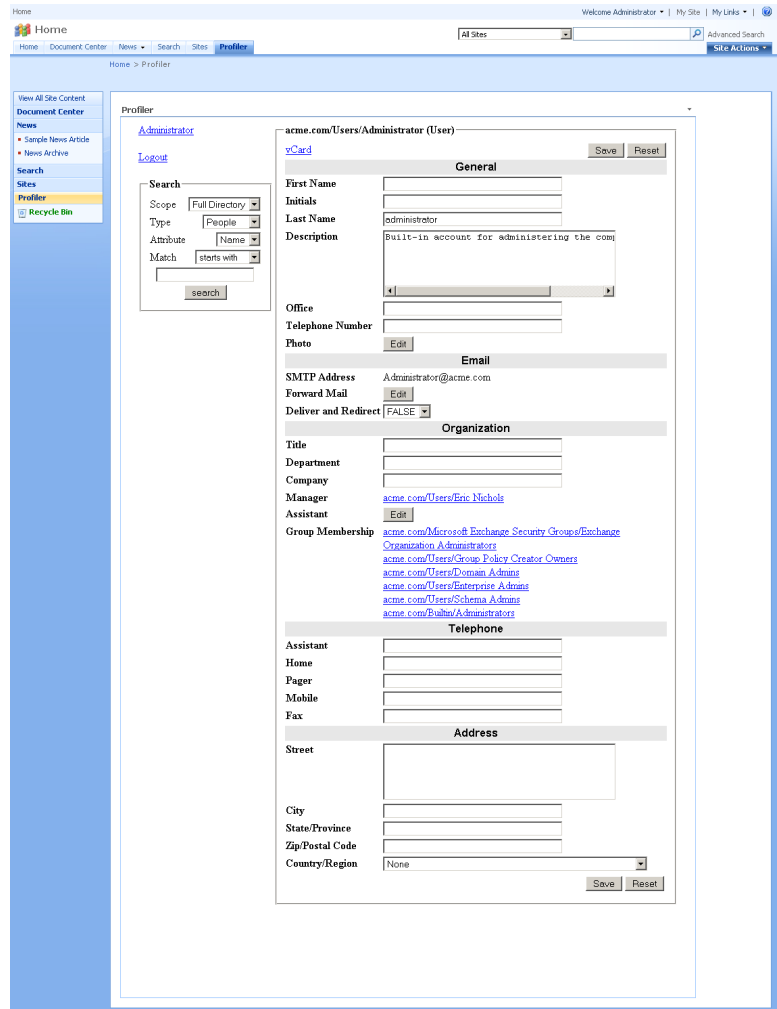 Home
Welcome Administrator | My Site | My Links |
Home
All Sites
Advanced Search
Home Document Center News Search Sites Profiler
Site Actions
Home > Profiler
View All Site Content
Document Center
News
Sample News Article
News Archive
Search
Sites
Profiler
Recycle Bin
Profiler
Administrator
Logout
Search
Scope Full Directory
Type People
Attribute Name
Match starts with
search
acme.com/Users/Administrator (User)
vCard
Save Reset
General
First Name
Initials
Last Name administrator
Description Built-in account for administering the comp
Office
Telephone Number
Photo Edit
Email
SMTP Address Administrator@acme.com
Forward Mail Edit
Deliver and Redirect FALSE
Organization
Title
Department
Company
Manager acme.com/Users/Eric Nichols
Assistant Edit
Group Membership acme.com/Microsoft Exchange Security Groups/Exchange
Organization Administrators
acme.com/Users/Group Policy Creator Owners
acme.com/Users/Domain Admins
acme.com/Users/Enterprise Admins
acme.com/Users/Schema Admins
acme.com/Builtin/Administrators
Telephone
Assistant
Home
Pager
Mobile
Fax
Address
Street
City
State/Province
Zip/Postal Code
Country/Region None
Save Reset